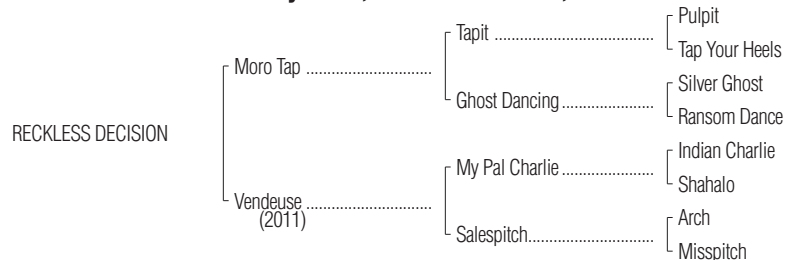 Pulpit
Tapit ........................................
Tap Your Heels
Moro Tap ................................
Silver Ghost
Ghost Dancing .......................
Ransom Dance
RECKLESS DECISION
Indian Charlie
My Pal Charlie .......................
Shahalo
Vendeuse ................................
(2011)
Arch
Salespitch................................
Misspitch